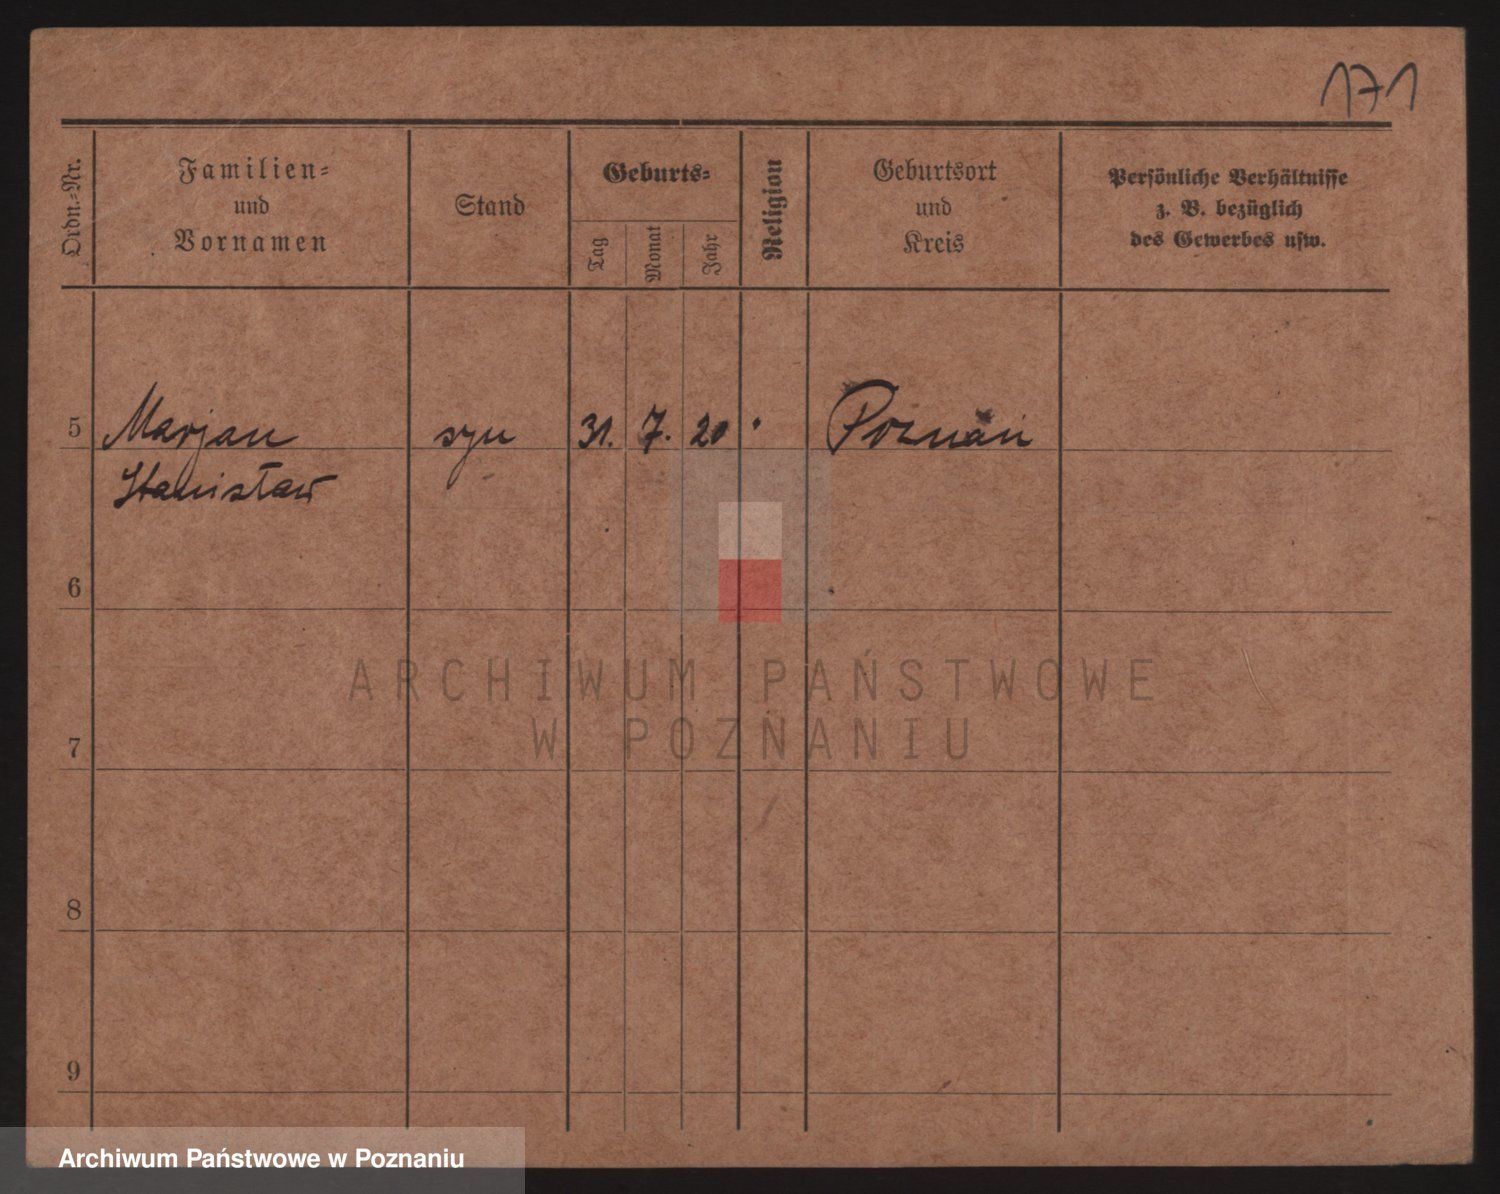 171
Ordn.-Nr.
Familien-
und
Vornamen
Stand
Geburts-
Tag
Monat
Jahr
Religion
Geburtsort
und
Kreis
Persönliche Verhältnisse
z. B. bezüglich
des Gewerbes usw.
5 Marjan syn 31. 7. 20 " Poznań
Stanisław
6
7
8
9
ARCHIWUM PAŃSTWOWE
W POZNANIU
Archiwum Państwowe w Poznaniu